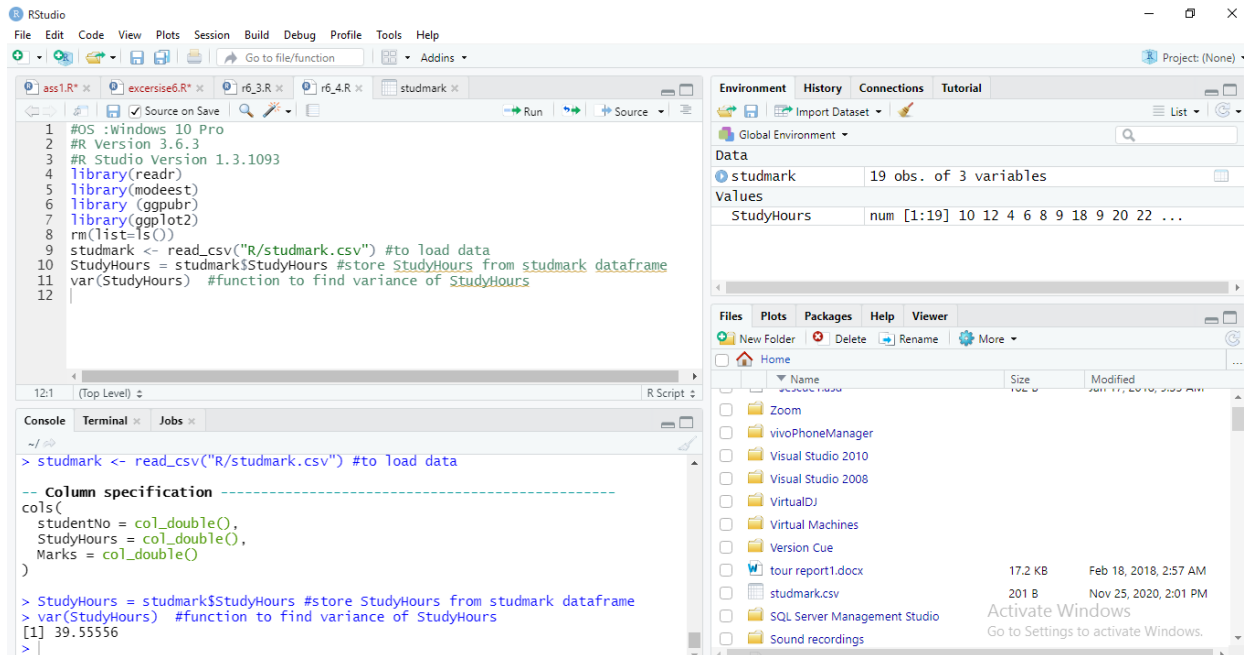 RStudio
File Edit Code View Plots Session Build Debug Profile Tools Help
Go to file/function Addins Project: (None)
ass1.R* excersise6.R* r6_3.R r6_4.R studmark
Source on Save Run Source
1 #OS :Windows 10 Pro
2 #R Version 3.6.3
3 #R Studio Version 1.3.1093
4 library(readr)
5 library(modeest)
6 library (ggpubr)
7 library(ggplot2)
8 rm(list=ls())
9 studmark <- read_csv("R/studmark.csv") #to load data
10 StudyHours = studmark$StudyHours #store StudyHours from studmark dataframe
11 var(StudyHours)  #function to find variance of StudyHours
12
12:1 (Top Level) R Script
Console Terminal Jobs
~/
> studmark <- read_csv("R/studmark.csv") #to load data
-- Column specification --------------------------------------------------
cols(
  studentNo = col_double(),
  StudyHours = col_double(),
  Marks = col_double()
)
> StudyHours = studmark$StudyHours #store StudyHours from studmark dataframe
> var(StudyHours)  #function to find variance of StudyHours
[1] 39.55556
>
Environment History Connections Tutorial
Import Dataset List
Global Environment
Data
studmark 19 obs. of 3 variables
Values
StudyHours num [1:19] 10 12 4 6 8 9 18 9 20 22 ...
Files Plots Packages Help Viewer
New Folder Delete Rename More
Home ...
Name Size Modified
Zoom
vivoPhoneManager
Visual Studio 2010
Visual Studio 2008
VirtualDJ
Virtual Machines
Version Cue
tour report1.docx 17.2 KB Feb 18, 2018, 2:57 AM
studmark.csv 201 B Nov 25, 2020, 2:01 PM
SQL Server Management Studio
Sound recordings
Activate Windows
Go to Settings to activate Windows.